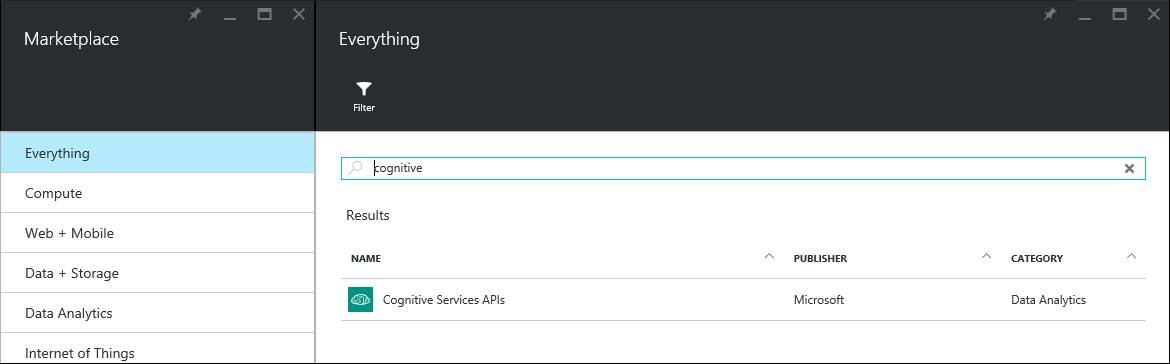 Marketplace
Everything
Compute
Web + Mobile
Data + Storage
Data Analytics
Internet of Things
Everything
Filter
cognitive
Results
NAME PUBLISHER CATEGORY
Cognitive Services APIs Microsoft Data Analytics